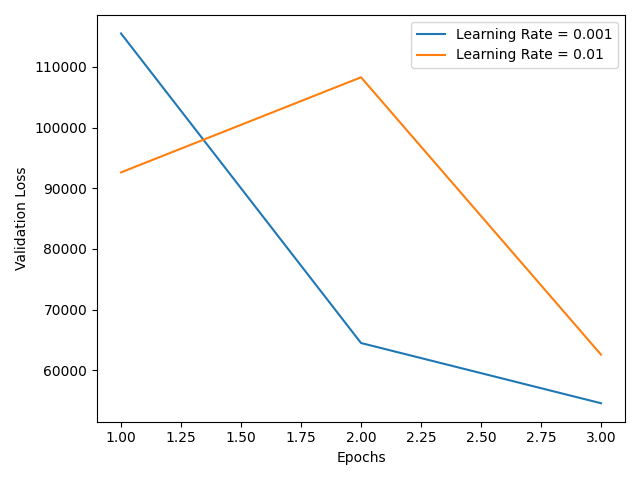 Learning Rate = 0.001
Learning Rate = 0.01
110000
100000
90000
80000
70000
60000
Validation Loss
1.00 1.25 1.50 1.75 2.00 2.25 2.50 2.75 3.00
Epochs